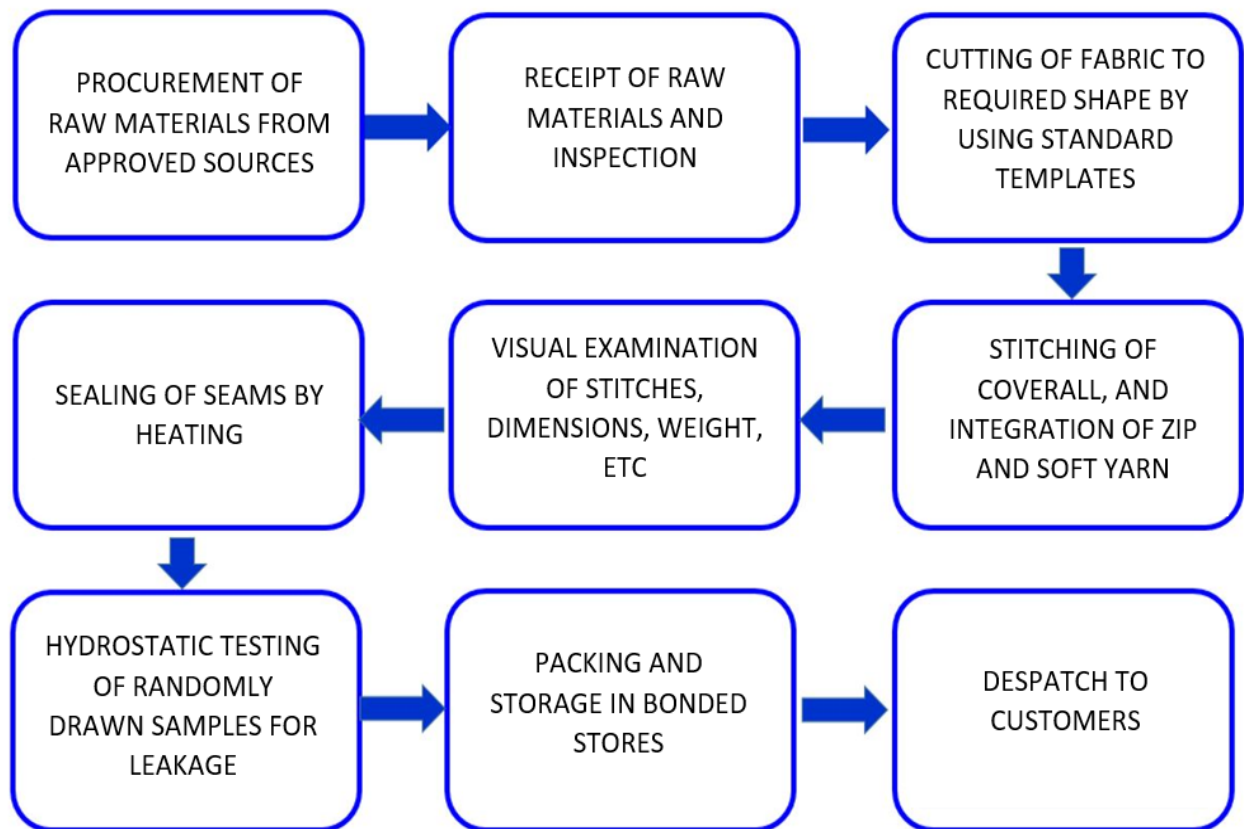 PROCUREMENT OF
RAW MATERIALS FROM
APPROVED SOURCES
RECEIPT OF RAW
MATERIALS AND
INSPECTION
CUTTING OF FABRIC TO
REQUIRED SHAPE BY
USING STANDARD
TEMPLATES
STITCHING OF
COVERALL, AND
INTEGRATION OF ZIP
AND SOFT YARN
VISUAL EXAMINATION
OF STITCHES,
DIMENSIONS, WEIGHT,
ETC
SEALING OF SEAMS BY
HEATING
HYDROSTATIC TESTING
OF RANDOMLY
DRAWN SAMPLES FOR
LEAKAGE
PACKING AND
STORAGE IN BONDED
STORES
DESPATCH TO
CUSTOMERS